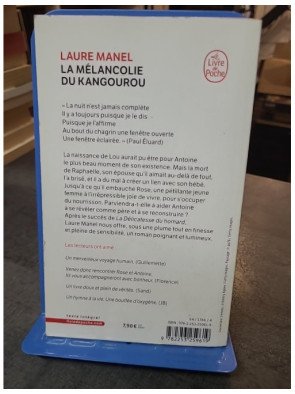 LAURE MANEL
LA MÉLANCOLIE
DU KANGOUROU
Le
Livre
de
Poche
« La nuit n'est jamais complète
Il y a toujours puisque je le dis
Puisque je l'affirme
Au bout du chagrin une fenêtre ouverte
Une fenêtre éclairée. » (Paul Éluard)
La naissance de Lou aurait pu être pour Antoine
le plus beau moment de son existence. Mais la mort
de Raphaëlle, son épouse qu'il aimait au-delà de tout,
l'a brisé, et il a du mal à créer un lien avec son bébé.
Jusqu'à ce qu'il embauche Rose, une pétillante jeune
femme à l'irrépressible joie de vivre, pour s'occuper
du nourrisson. Parviendra-t-elle à aider Antoine
à se révéler comme père et à se reconstruire ?
Après le succès de La Délicatesse du homard,
Laure Manel nous offre, sous une plume tout en finesse
et pleine de sensibilité, un roman poignant et lumineux.
Les lecteurs ont aimé :
Un merveilleux voyage humain. (Guillemette)
Venez donc rencontrer Rose et Antoine,
ils vous accompagneront avec bonheur. (Florence)
Un livre doux et plein de vérités. (Sand)
Un hymne à la vie. Une bouffée d'oxygène. (JB)
texte intégral
7,90 €